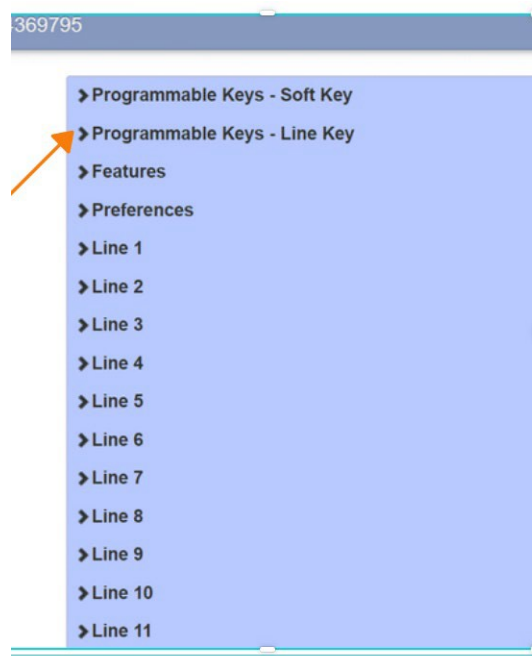 369795
Programmable Keys - Soft Key
Programmable Keys - Line Key
Features
Preferences
Line 1
Line 2
Line 3
Line 4
Line 5
Line 6
Line 7
Line 8
Line 9
Line 10
Line 11